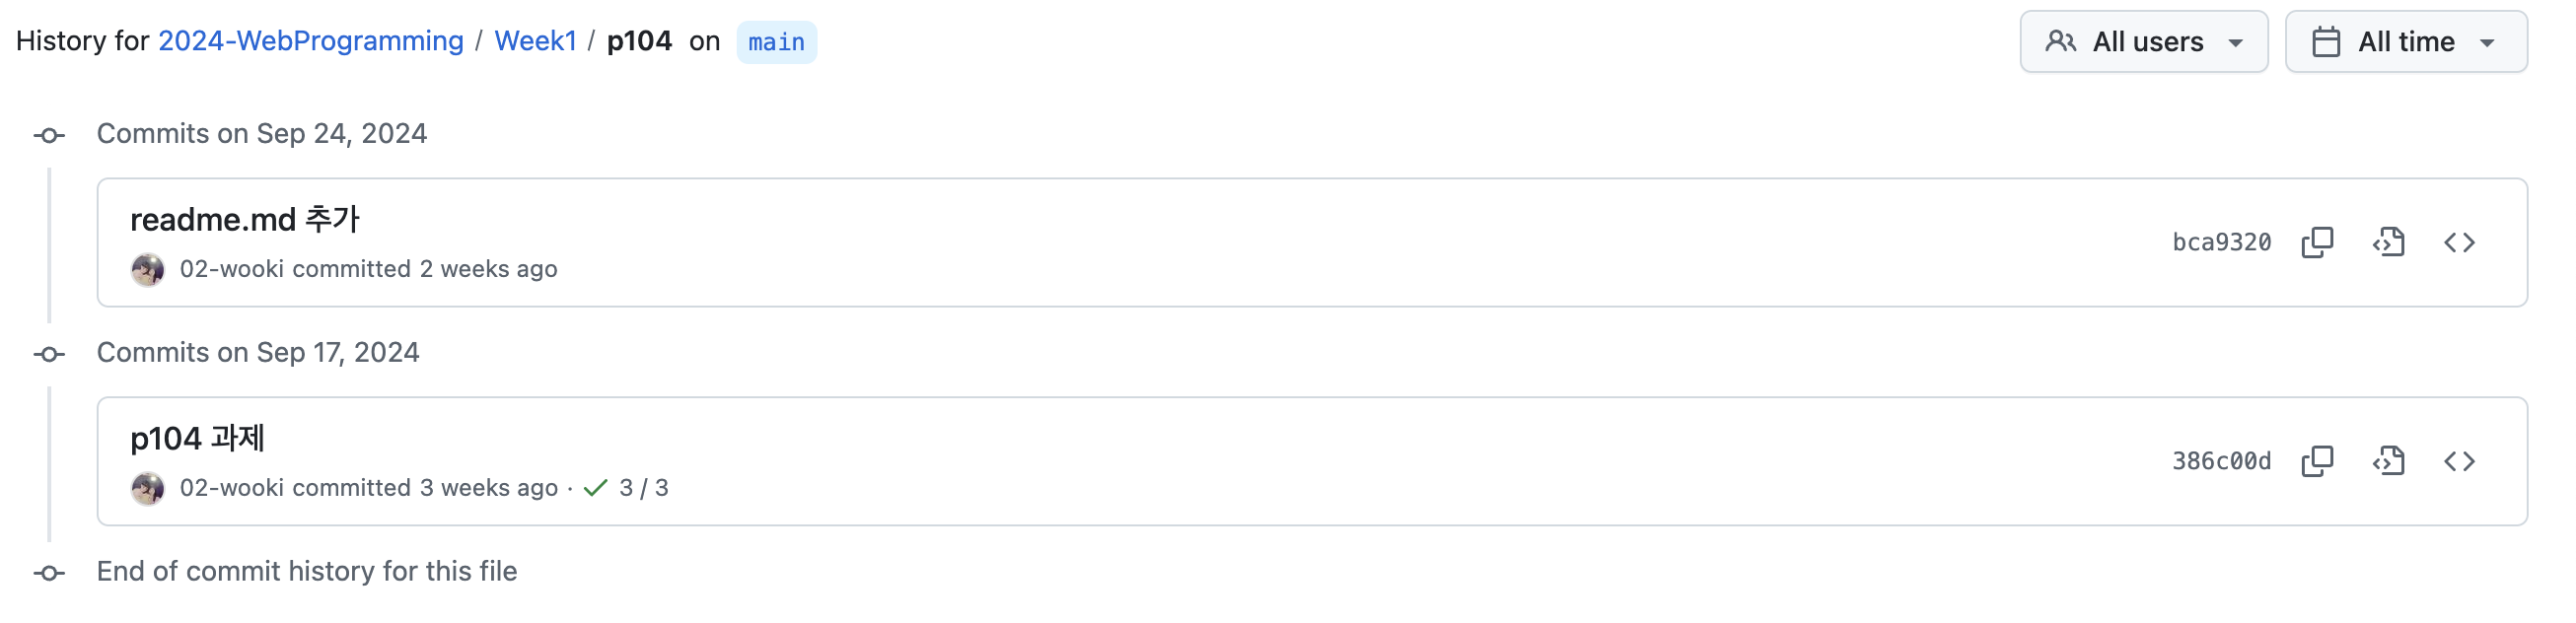 History for 2024-WebProgramming / Week1 / p104 on main
All users
All time
Commits on Sep 24, 2024
readme.md 추가
02-wooki committed 2 weeks ago
bca9320
Commits on Sep 17, 2024
p104 과제
02-wooki committed 3 weeks ago · ✓ 3 / 3
386c00d
End of commit history for this file